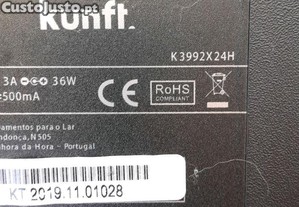 CustoJusto.pt
kunft.
K3992X24H
3A 36W
=500mA
CE
RoHS
COMPLIANT
amentos para o Lar
ndonça, N505
hora da Hora - Portugal
KT 2019.11.01028